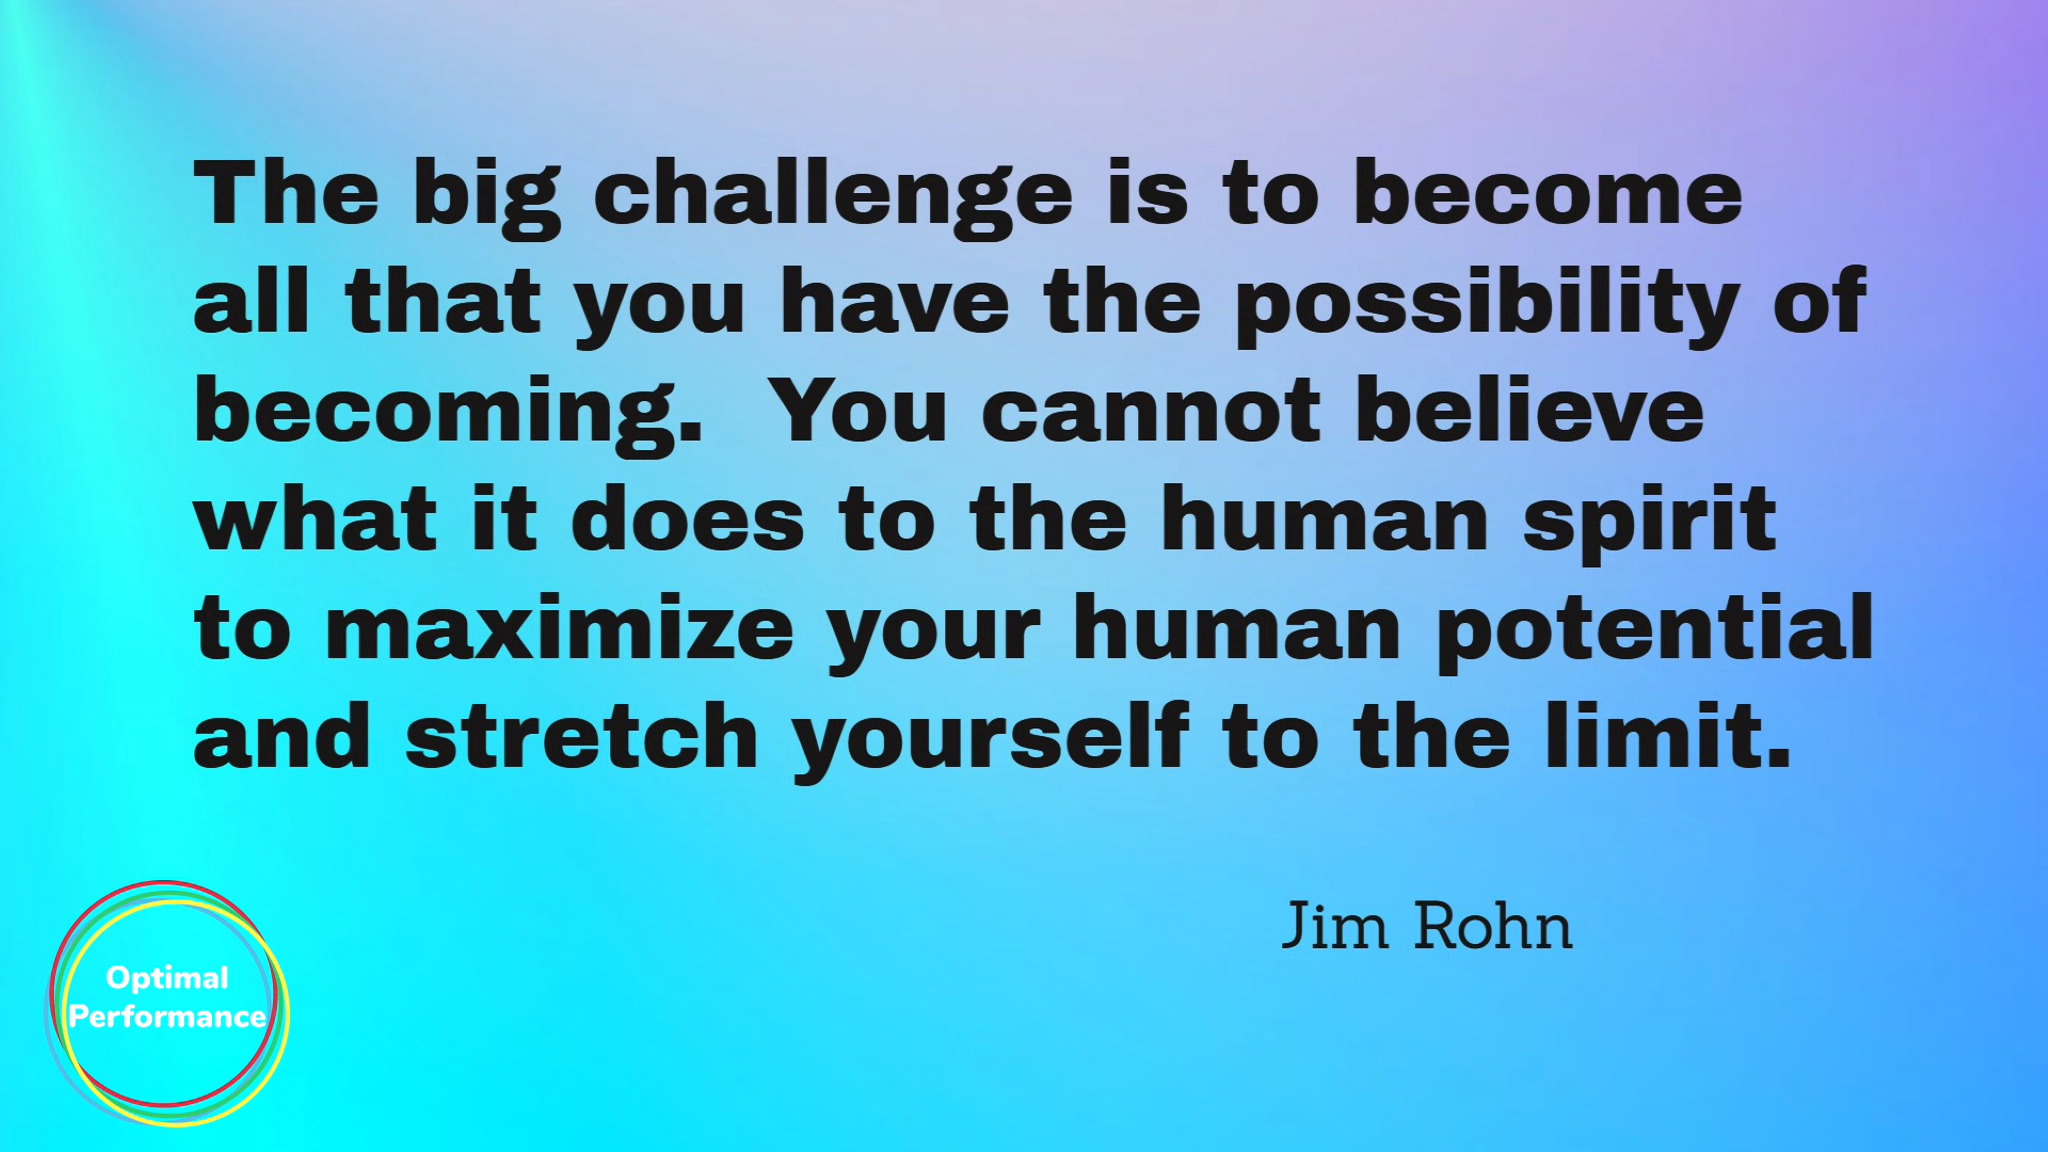 The big challenge is to become
all that you have the possibility of
becoming.  You cannot believe
what it does to the human spirit
to maximize your human potential
and stretch yourself to the limit.
Jim Rohn
Optimal
Performance